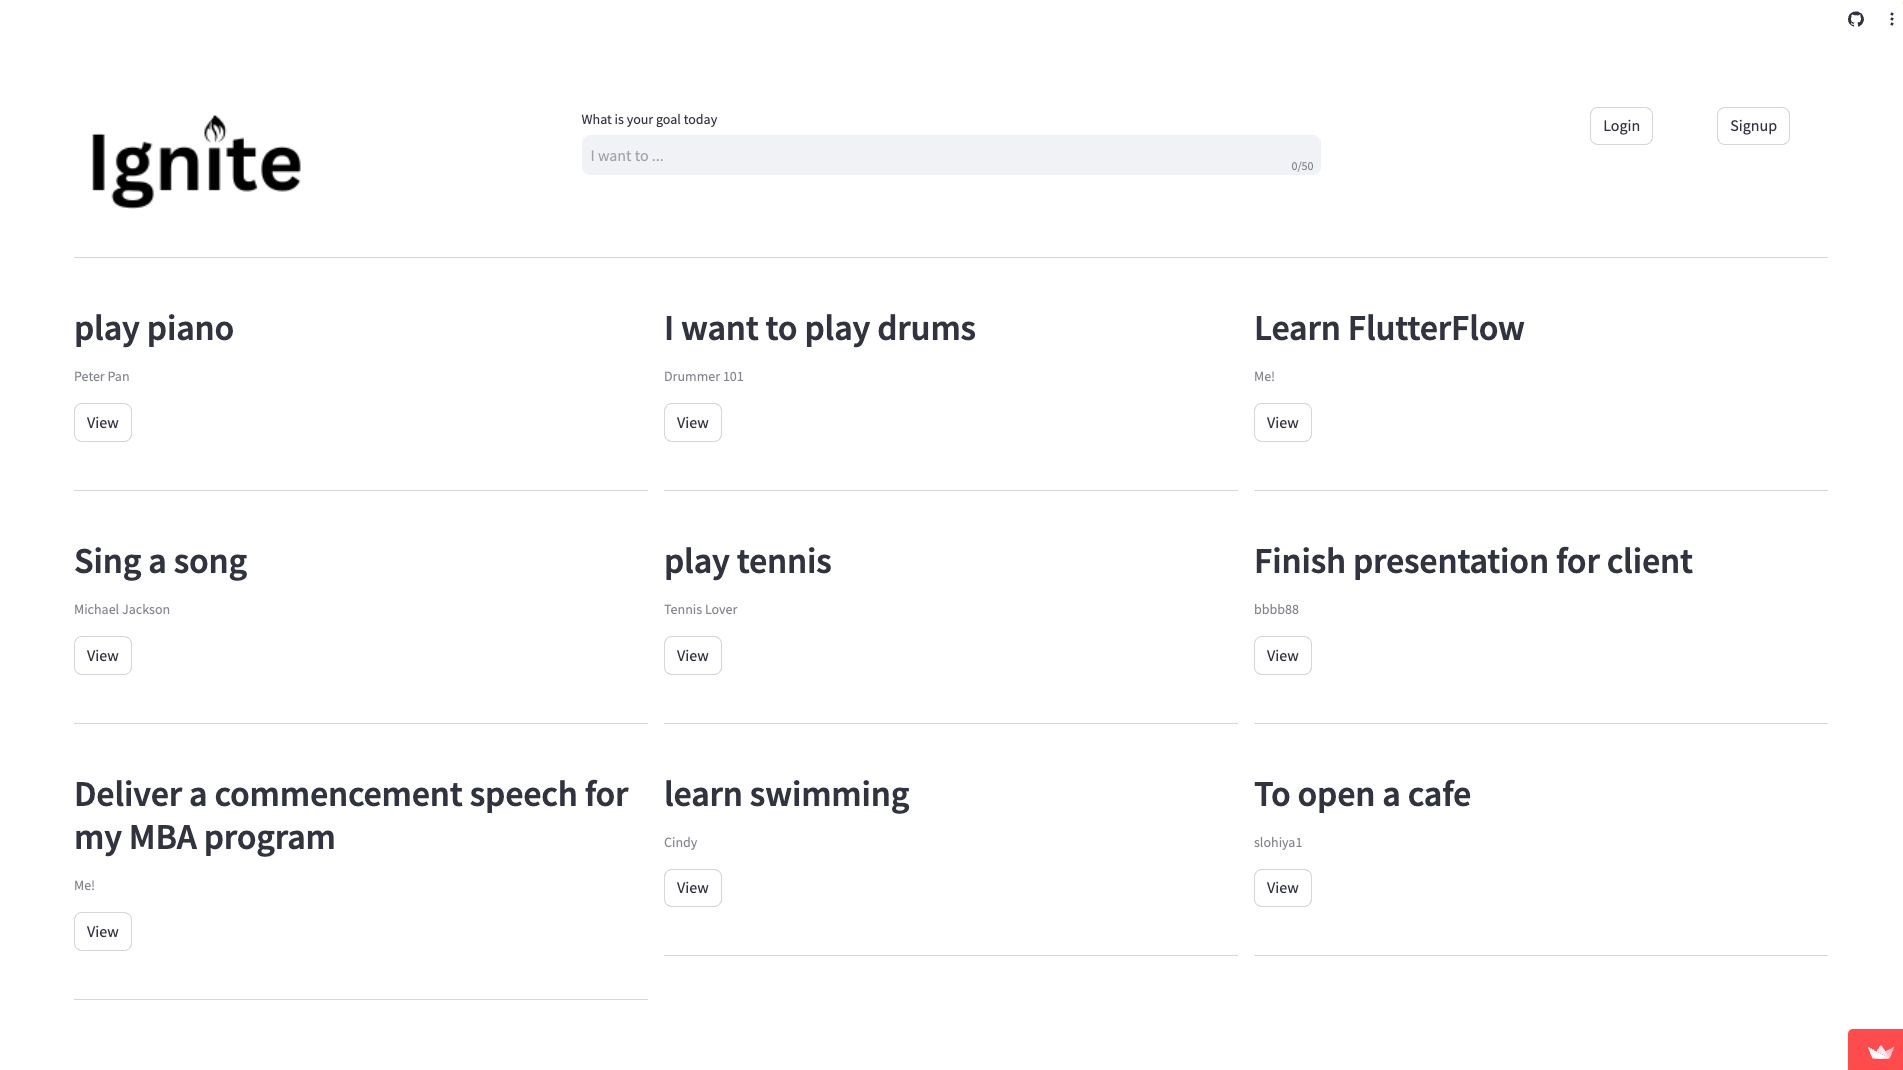 Ignite
What is your goal today
I want to ...
0/50
Login
Signup
play piano
Peter Pan
View
I want to play drums
Drummer 101
View
Learn FlutterFlow
Me!
View
Sing a song
Michael Jackson
View
play tennis
Tennis Lover
View
Finish presentation for client
bbbb88
View
Deliver a commencement speech for
my MBA program
Me!
View
learn swimming
Cindy
View
To open a cafe
slohiya1
View